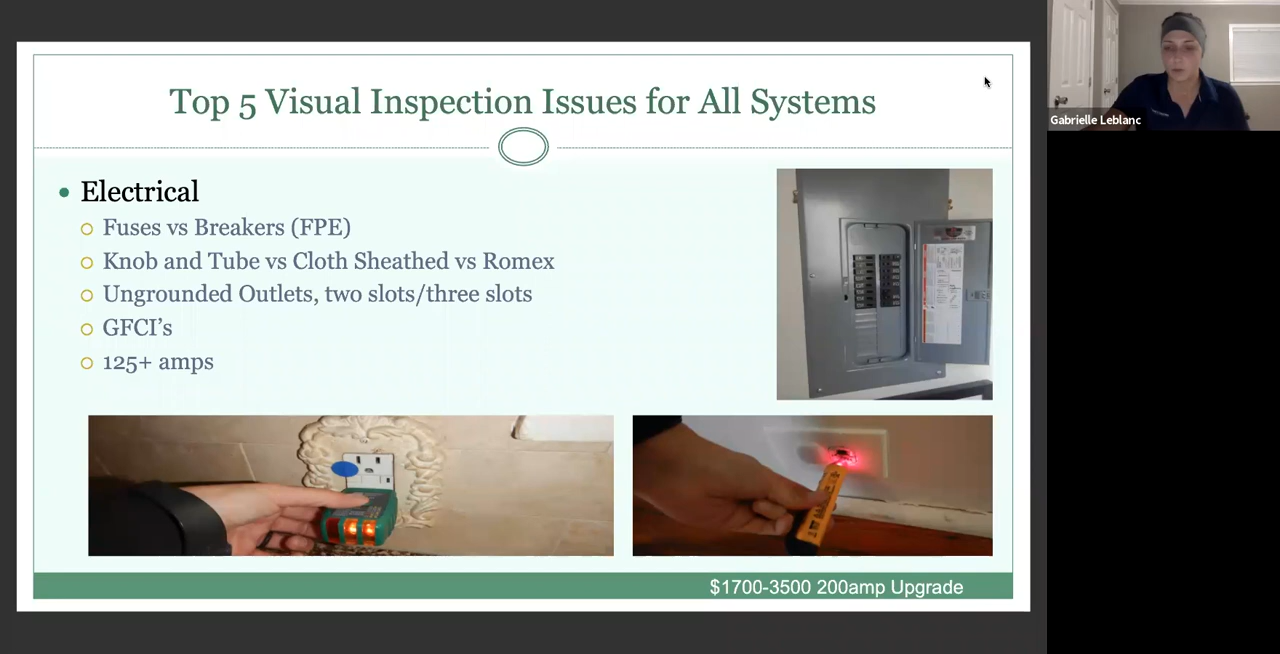 Top 5 Visual Inspection Issues for All Systems
Electrical
Fuses vs Breakers (FPE)
Knob and Tube vs Cloth Sheathed vs Romex
Ungrounded Outlets, two slots/three slots
GFCI's
125+ amps
$1700-3500 200amp Upgrade
Gabrielle Leblanc